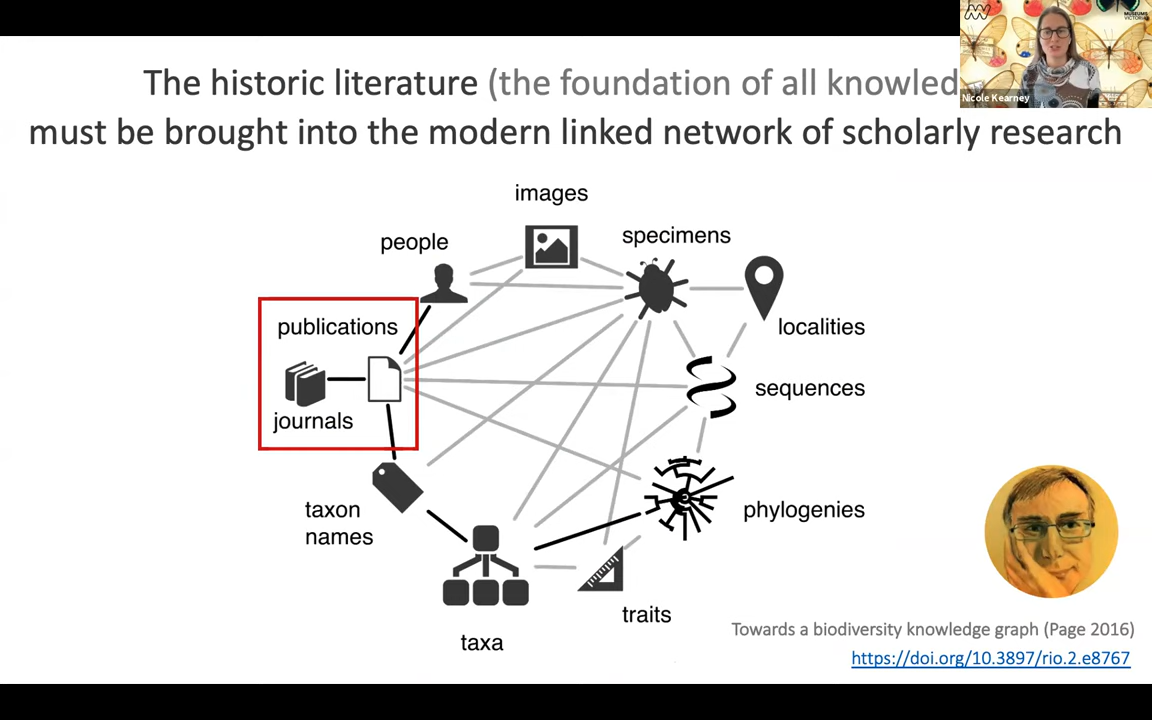 The historic literature (the foundation of all knowled
must be brought into the modern linked network of scholarly research
MUSEUMS
VICTORIA
Nicole Kearney
images
people
specimens
publications
localities
journals
sequences
taxon
names
phylogenies
traits
taxa
Towards a biodiversity knowledge graph (Page 2016)
https://doi.org/10.3897/rio.2.e8767